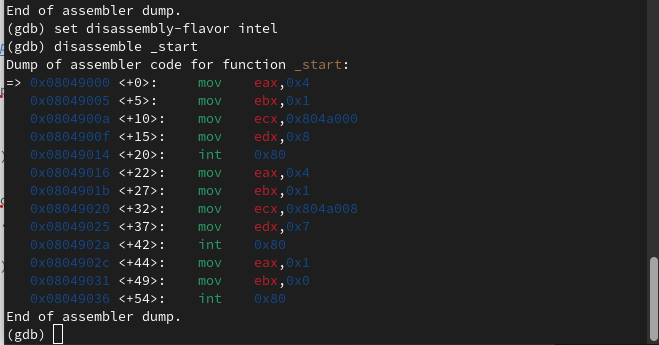 End of assembler dump.
(gdb) set disassembly-flavor intel
(gdb) disassemble _start
Dump of assembler code for function _start:
=> 0x08049000 <+0>:     mov    eax,0x4
   0x08049005 <+5>:     mov    ebx,0x1
   0x0804900a <+10>:    mov    ecx,0x804a000
   0x0804900f <+15>:    mov    edx,0x8
   0x08049014 <+20>:    int    0x80
   0x08049016 <+22>:    mov    eax,0x4
   0x0804901b <+27>:    mov    ebx,0x1
   0x08049020 <+32>:    mov    ecx,0x804a008
   0x08049025 <+37>:    mov    edx,0x7
   0x0804902a <+42>:    int    0x80
   0x0804902c <+44>:    mov    eax,0x1
   0x08049031 <+49>:    mov    ebx,0x0
   0x08049036 <+54>:    int    0x80
End of assembler dump.
(gdb)